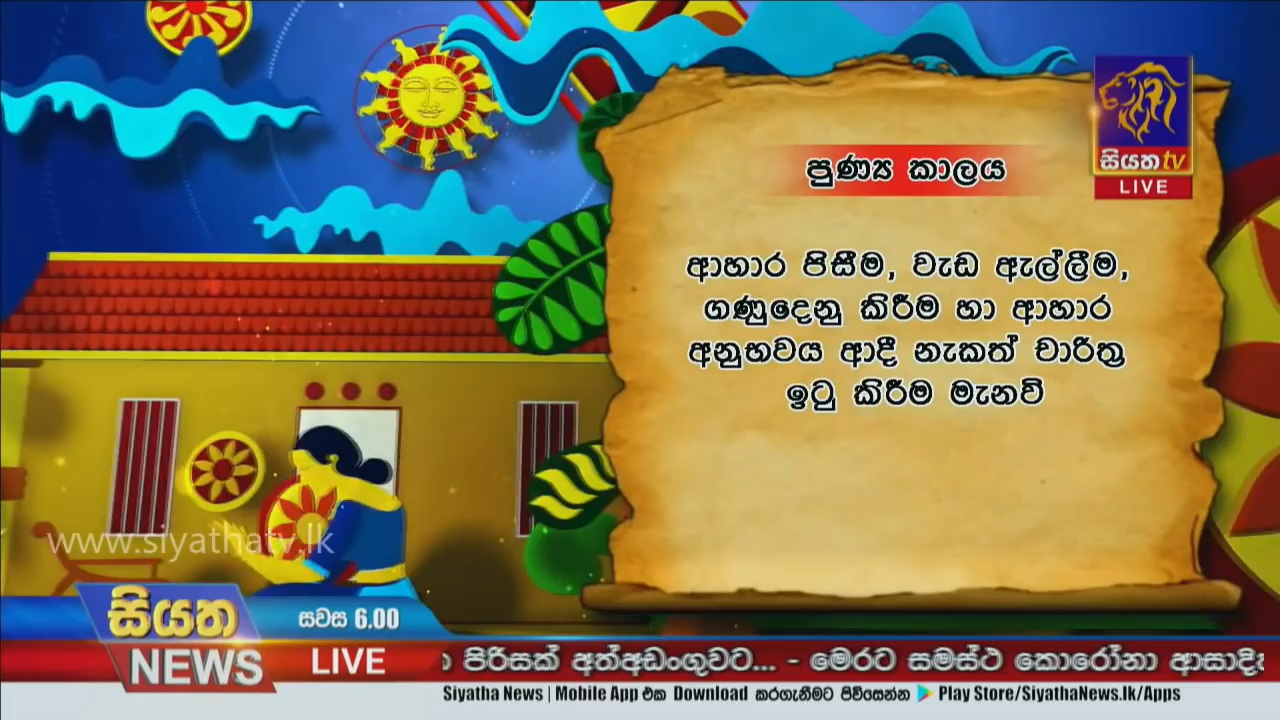 සියත tv
LIVE
පුණ්‍ය කාලය
ආහාර පිසීම, වැඩ ඇල්ලීම,
ගණුදෙනු කිරීම හා ආහාර
අනුභවය ආදී නැකත් චාරිත්‍ර
ඉටු කිරීම මැනවි
www.siyathatv.lk
සියත
NEWS
සවස 6.00
LIVE
පිරිසක් අත්අඩංගුවට... - මෙරට සමස්ථ කොරෝනා
Siyatha News | Mobile App එක Download කරගැනීමට පිවිසෙන්න Play Store/SiyathaNews.lk/Apps